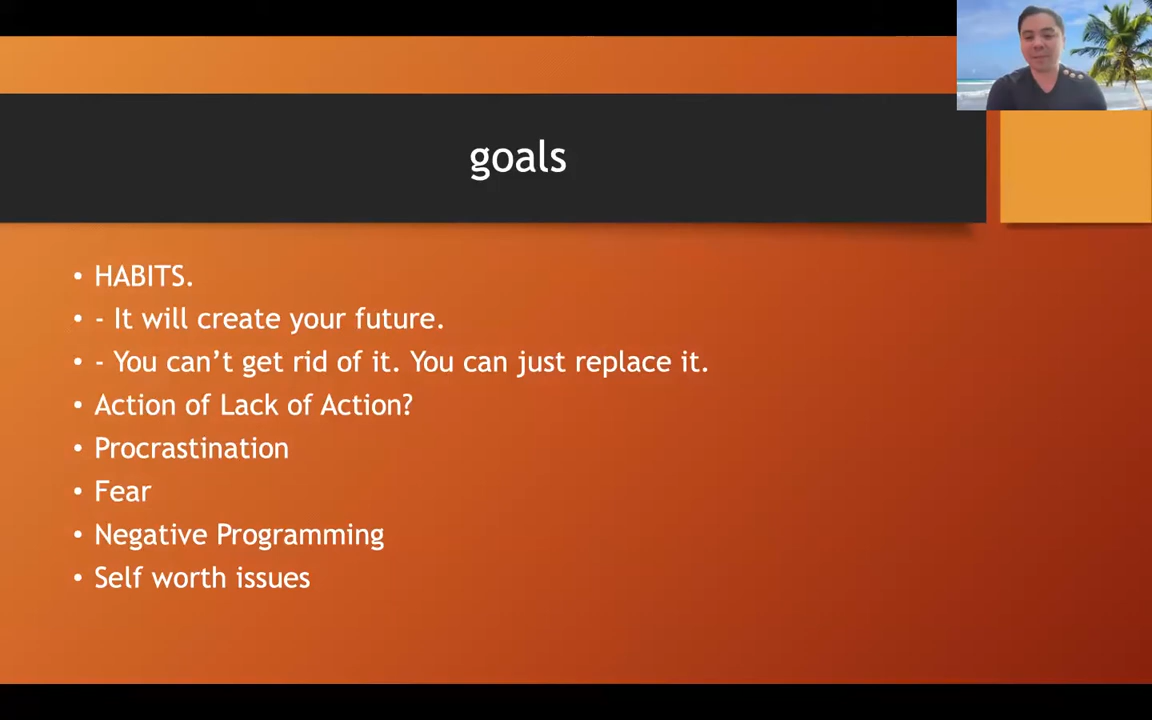 goals
• HABITS.
• - It will create your future.
• - You can’t get rid of it. You can just replace it.
• Action of Lack of Action?
• Procrastination
• Fear
• Negative Programming
• Self worth issues